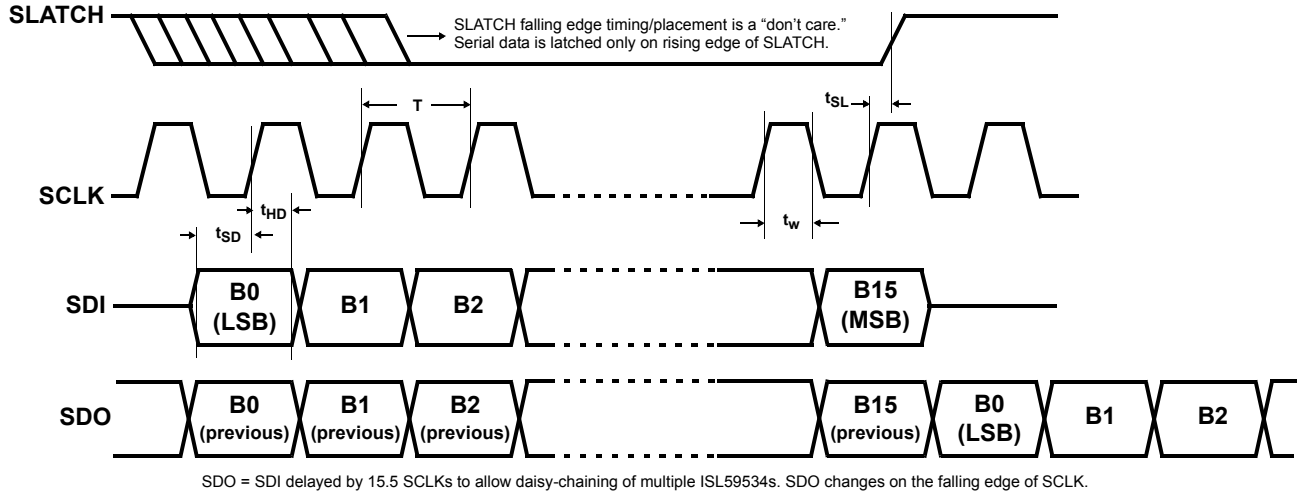 SLATCH
SLATCH falling edge timing/placement is a “don’t care.”
Serial data is latched only on rising edge of SLATCH.
T
tSL
SCLK
tHD
tSD
tw
SDI
B0
(LSB)
B1
B2
B15
(MSB)
SDO
B0
(previous)
B1
(previous)
B2
(previous)
B15
(previous)
B0
(LSB)
B1
B2
SDO = SDI delayed by 15.5 SCLKs to allow daisy-chaining of multiple ISL59534s. SDO changes on the falling edge of SCLK.